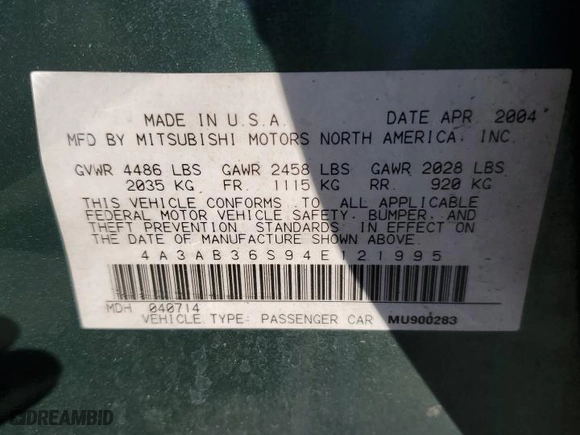 MADE IN U.S.A. DATE APR. 2004
MFD BY MITSUBISHI MOTORS NORTH AMERICA, INC.
GVWR 4486 LBS GAWR 2458 LBS GAWR 2028 LBS
2035 KG FR. 1115 KG RR. 920 KG
THIS VEHICLE CONFORMS TO ALL APPLICABLE
FEDERAL MOTOR VEHICLE SAFETY, BUMPER, AND
THEFT PREVENTION STANDARDS IN EFFECT ON
THE DATE OF MANUFACTURE SHOWN ABOVE.
4A3AB36S94E121995
MDH 040714
VEHICLE TYPE: PASSENGER CAR MU900283
DREAMBID